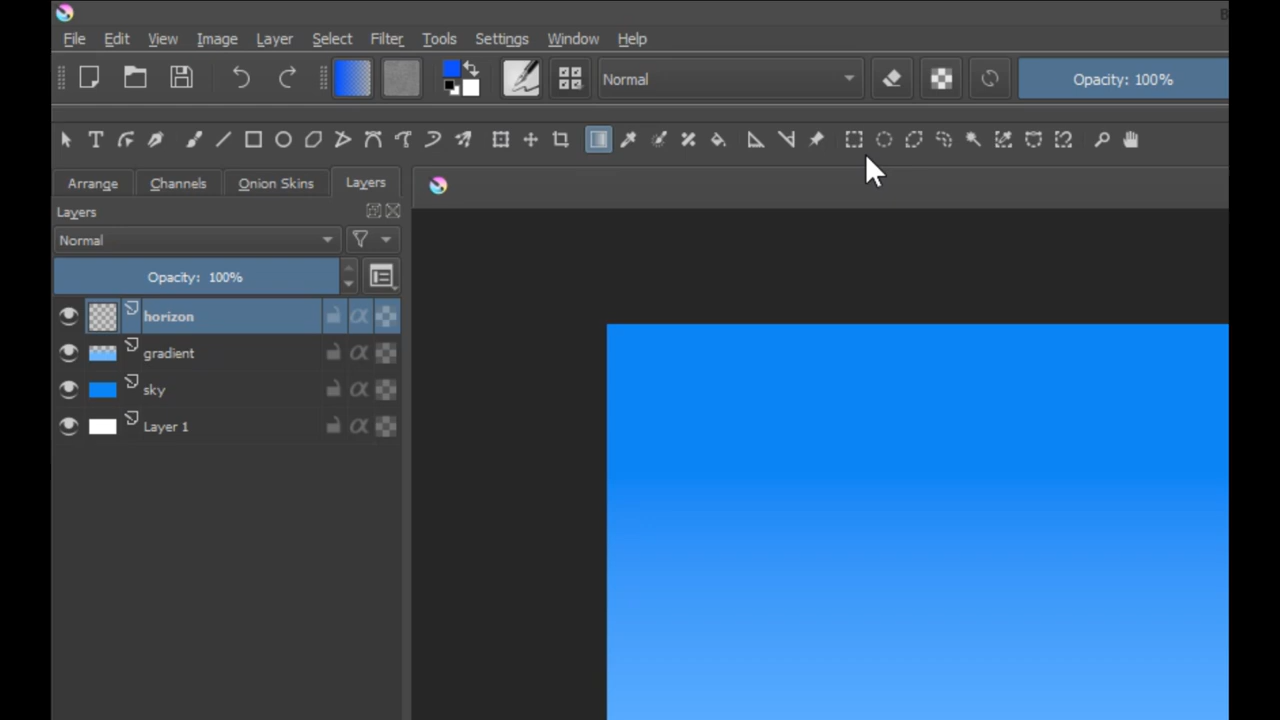 File Edit View Image Layer Select Filter Tools Settings Window Help
Normal
Opacity: 100%
Arrange Channels Onion Skins Layers
Layers
Normal
Opacity: 100%
horizon
gradient
sky
Layer 1